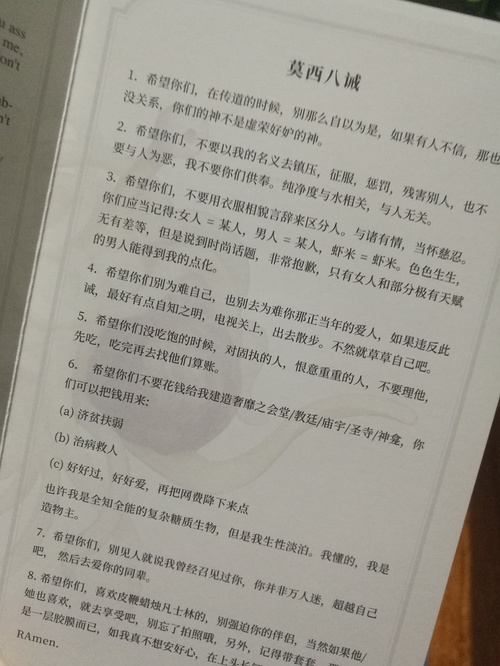 u ass
me,
on't
莫西八诫
1. 希望你们，在传道的时候，别那么自以为是，如果有人不信，那也
没关系，你们的神不是虚荣好妒的神。
2. 希望你们，不要以我的名义去镇压，征服，惩罚，残害别人，也不
要与人为恶，我不要你们供奉。纯净度与水相关，与人无关。
3. 希望你们，不要用衣服相貌言辞来区分人。与诸有情，当怀慈忍。
你们应当记得:女人 = 某人，男人 = 某人，虾米 = 虾米。色色生生，
无有差等，但是说到时尚话题，非常抱歉，只有女人和部分极有天赋
的男人能得到我的点化。
4. 希望你们别为难自己，也别去为难你那正当年的爱人，如果违反此
诫，最好有点自知之明，电视关上，出去散步。不然就草草自己吧。
5. 希望你们没吃饱的时候，对固执的人，恨意重重的人，不要理他，
先吃，吃完再去找他们算账。
6. 希望你们不要花钱给我建造奢靡之会堂/教廷/庙宇/圣寺/神龛，你
们可以把钱用来:
(a) 济贫扶弱
(b) 治病救人
(c) 好好过，好好爱，再把网费降下来点
也许我是全知全能的复杂糖质生物，但是我生性淡泊。我懂的，我是
造物主。
7. 希望你们，别见人就说我曾经召见过你，你并非万人迷，超越自己
吧，然后去爱你的同辈。
8. 希望你们，喜欢皮鞭蜡烛凡士林的，别强迫你的伴侣，当然如果他/
她也喜欢，就去享受吧，别忘了拍照哦，另外，记得带套套，
是一层胶膜而已，如我真不想安好心，在上头
RAmen.